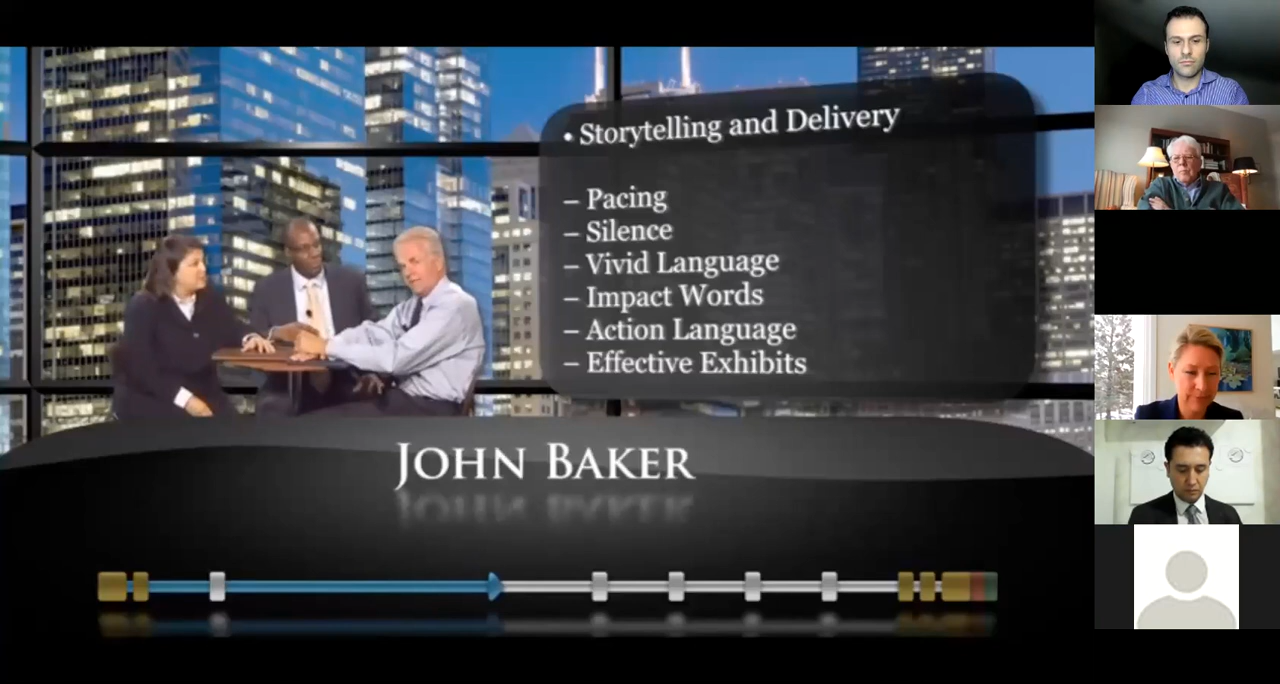 • Storytelling and Delivery
– Pacing
– Silence
– Vivid Language
– Impact Words
– Action Language
– Effective Exhibits
JOHN BAKER